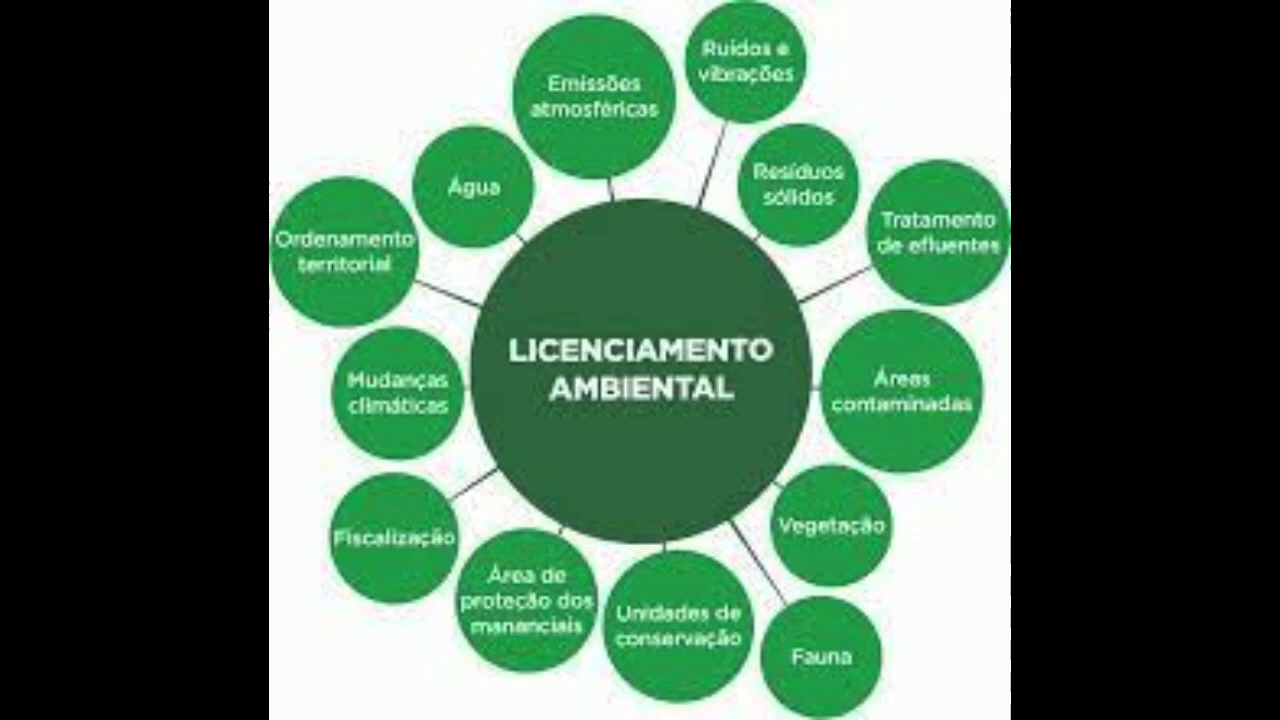 Ruídos e
vibrações
Emissões
atmosféricas
Resíduos
sólidos
Água
Tratamento
de efluentes
Ordenamento
territorial
LICENCIAMENTO
AMBIENTAL
Mudanças
climáticas
Áreas
contaminadas
Fiscalização
Vegetação
Área de
proteção dos
mananciais
Unidades de
conservação
Fauna